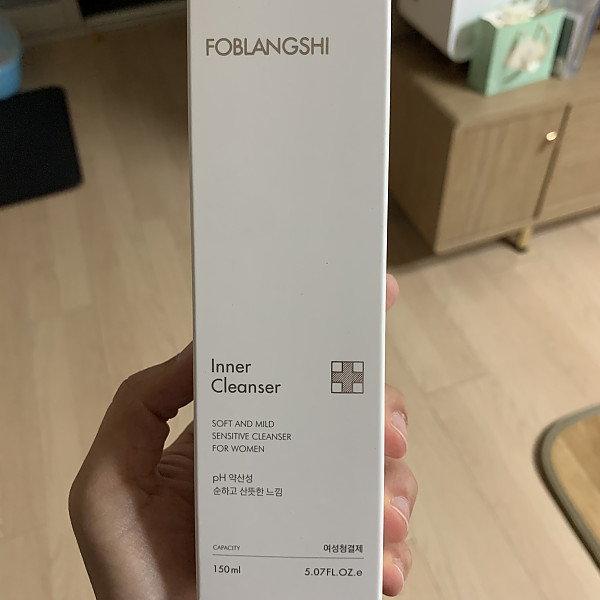 FOBLANGSHI
Inner
Cleanser
SOFT AND MILD
SENSITIVE CLEANSER
FOR WOMEN
pH 약산성
순하고 산뜻한 느낌
CAPACITY 여성청결제
150ml 5.07FL.OZ.e